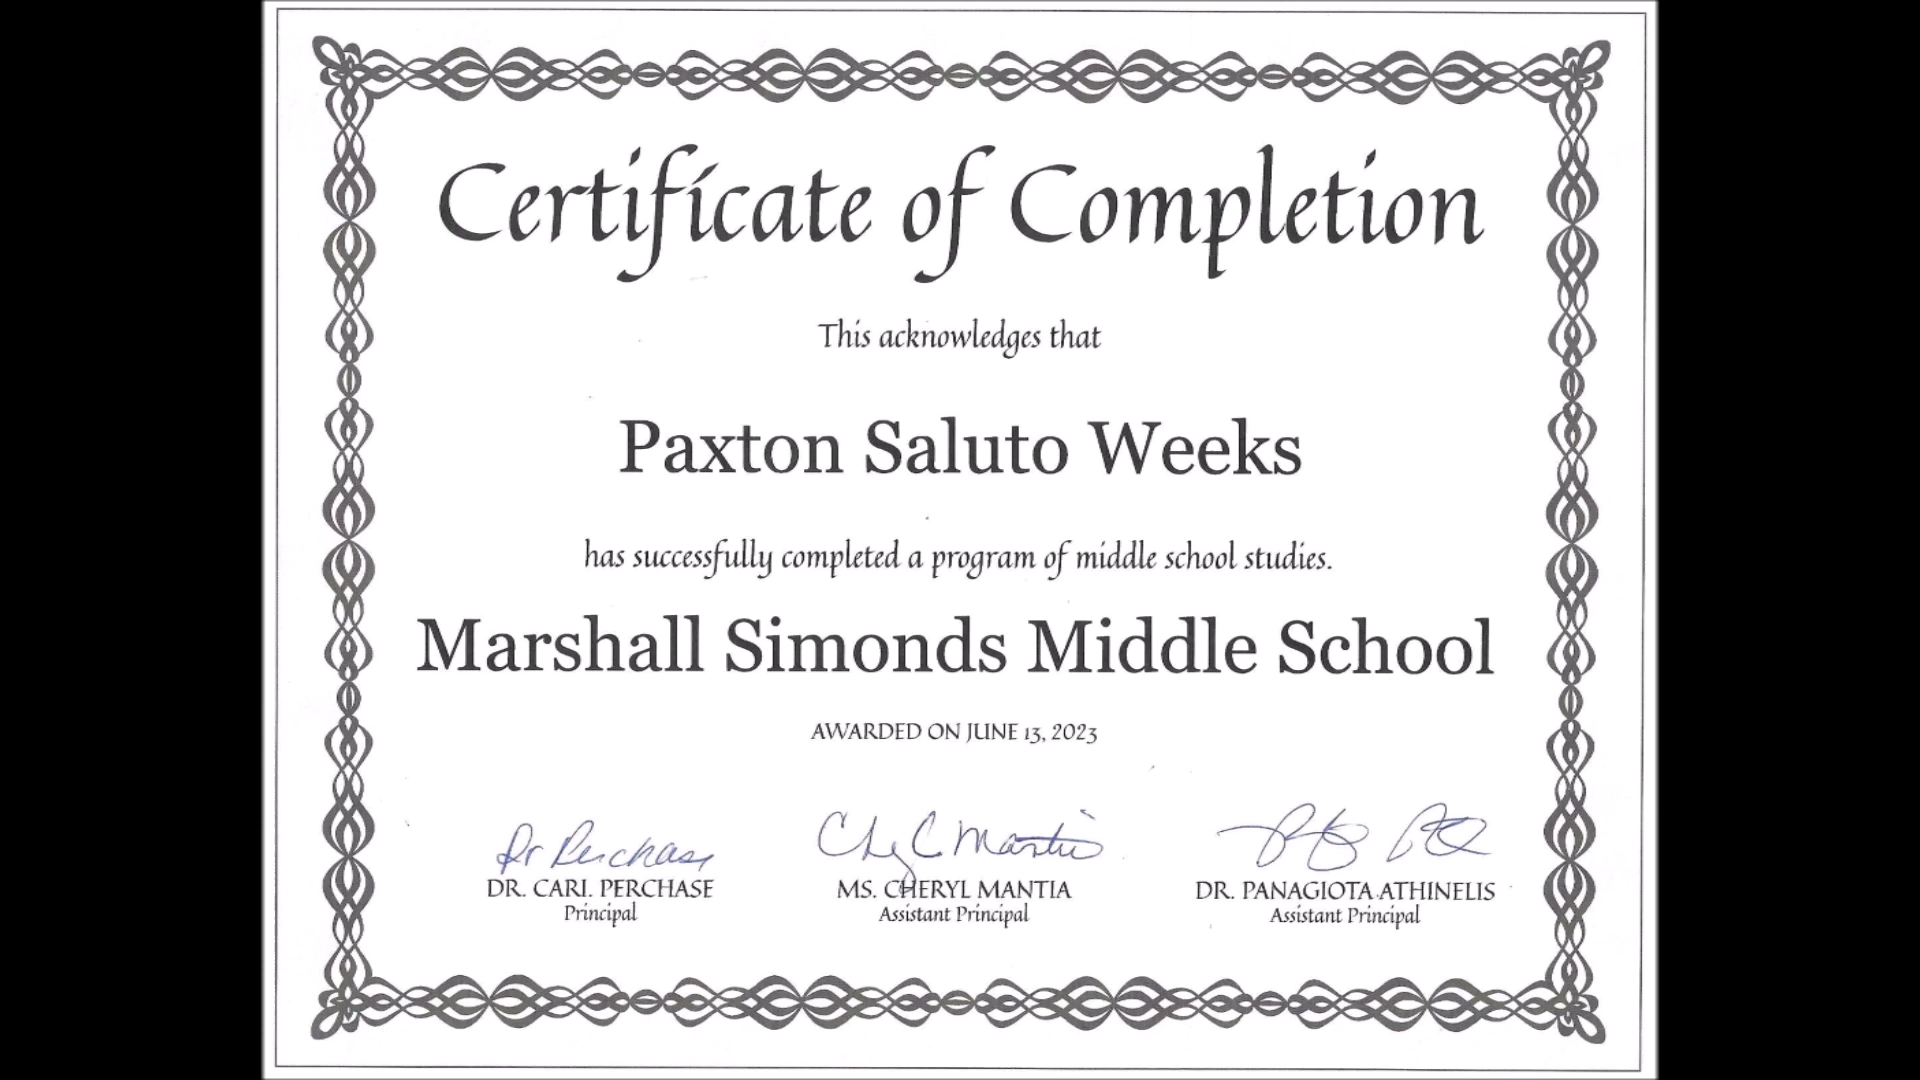 Certificate of Completion
This acknowledges that
Paxton Saluto Weeks
has successfully completed a program of middle school studies.
Marshall Simonds Middle School
AWARDED ON JUNE 13, 2023
Dr Perchase
Cheryl C Mantia
DR. CARI. PERCHASE
MS. CHERYL MANTIA
DR. PANAGIOTA ATHINELIS
Principal
Assistant Principal
Assistant Principal